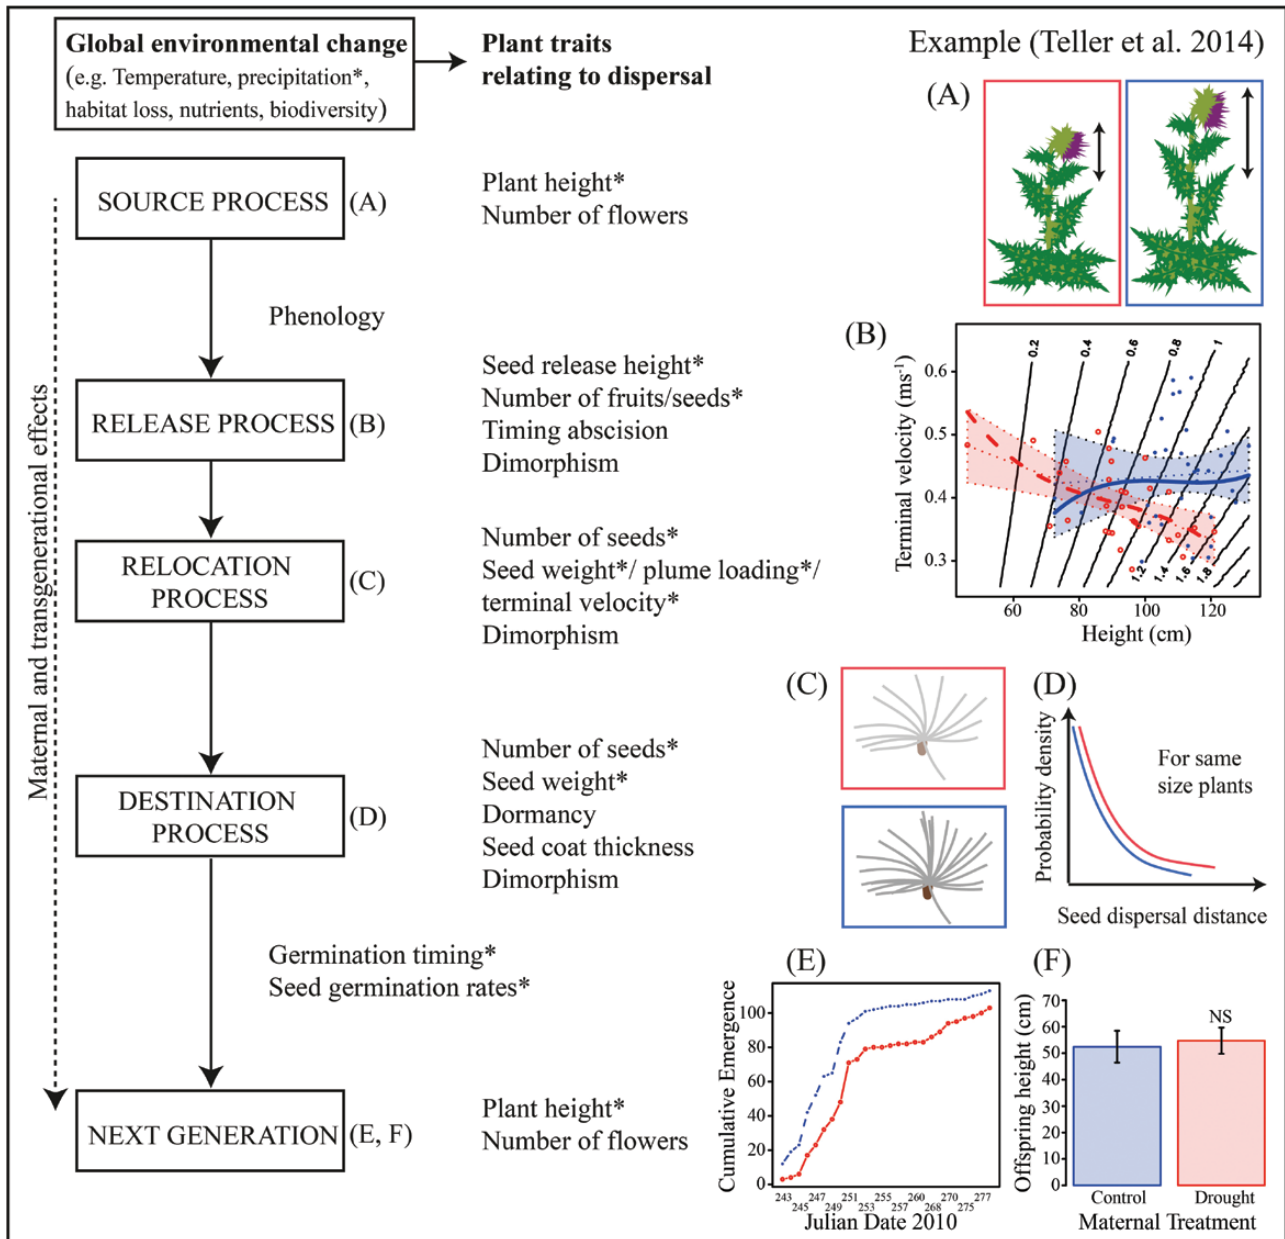 Global environmental change
(e.g. Temperature, precipitation*,
habitat loss, nutrients, biodiversity)
Plant traits
relating to dispersal
Example (Teller et al. 2014)
Maternal and transgenerational effects
SOURCE PROCESS
(A)
Plant height*
Number of flowers
Phenology
RELEASE PROCESS
(B)
Seed release height*
Number of fruits/seeds*
Timing abscision
Dimorphism
RELOCATION
PROCESS
(C)
Number of seeds*
Seed weight*/ plume loading*/
terminal velocity*
Dimorphism
DESTINATION
PROCESS
(D)
Number of seeds*
Seed weight*
Dormancy
Seed coat thickness
Dimorphism
Germination timing*
Seed germination rates*
NEXT GENERATION
(E, F)
Plant height*
Number of flowers
(A)
(B)
Terminal velocity (ms-1)
0.6
0.5
0.4
0.3
0.2
0.4
0.6
0.8
1
1.2
1.4
1.6
1.8
60
80
100
120
Height (cm)
(C)
(D)
Probability density
For same
size plants
Seed dispersal distance
(E)
Cumulative Emergence
100
80
60
40
20
0
243
245
247
249
251
253
255
257
260
268
270
275
277
Julian Date 2010
(F)
Offspring height (cm)
70
60
50
40
30
20
10
0
NS
Control
Drought
Maternal Treatment